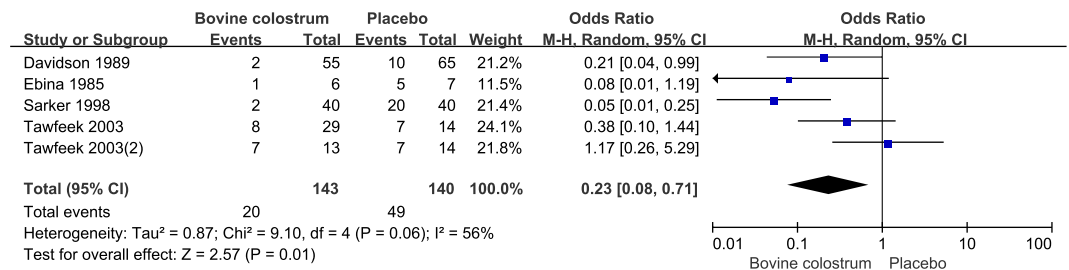 Bovine colostrum Placebo Odds Ratio Odds Ratio
Study or Subgroup Events Total Events Total Weight M-H, Random, 95% CI M-H, Random, 95% CI
Davidson 1989 2 55 10 65 21.2% 0.21 [0.04, 0.99]
Ebina 1985 1 6 5 7 11.5% 0.08 [0.01, 1.19]
Sarker 1998 2 40 20 40 21.4% 0.05 [0.01, 0.25]
Tawfeek 2003 8 29 7 14 24.1% 0.38 [0.10, 1.44]
Tawfeek 2003(2) 7 13 7 14 21.8% 1.17 [0.26, 5.29]
Total (95% CI) 143 140 100.0% 0.23 [0.08, 0.71]
Total events 20 49
Heterogeneity: Tau² = 0.87; Chi² = 9.10, df = 4 (P = 0.06); I² = 56%
Test for overall effect: Z = 2.57 (P = 0.01)
0.01 0.1 1 10 100
Bovine colostrum Placebo